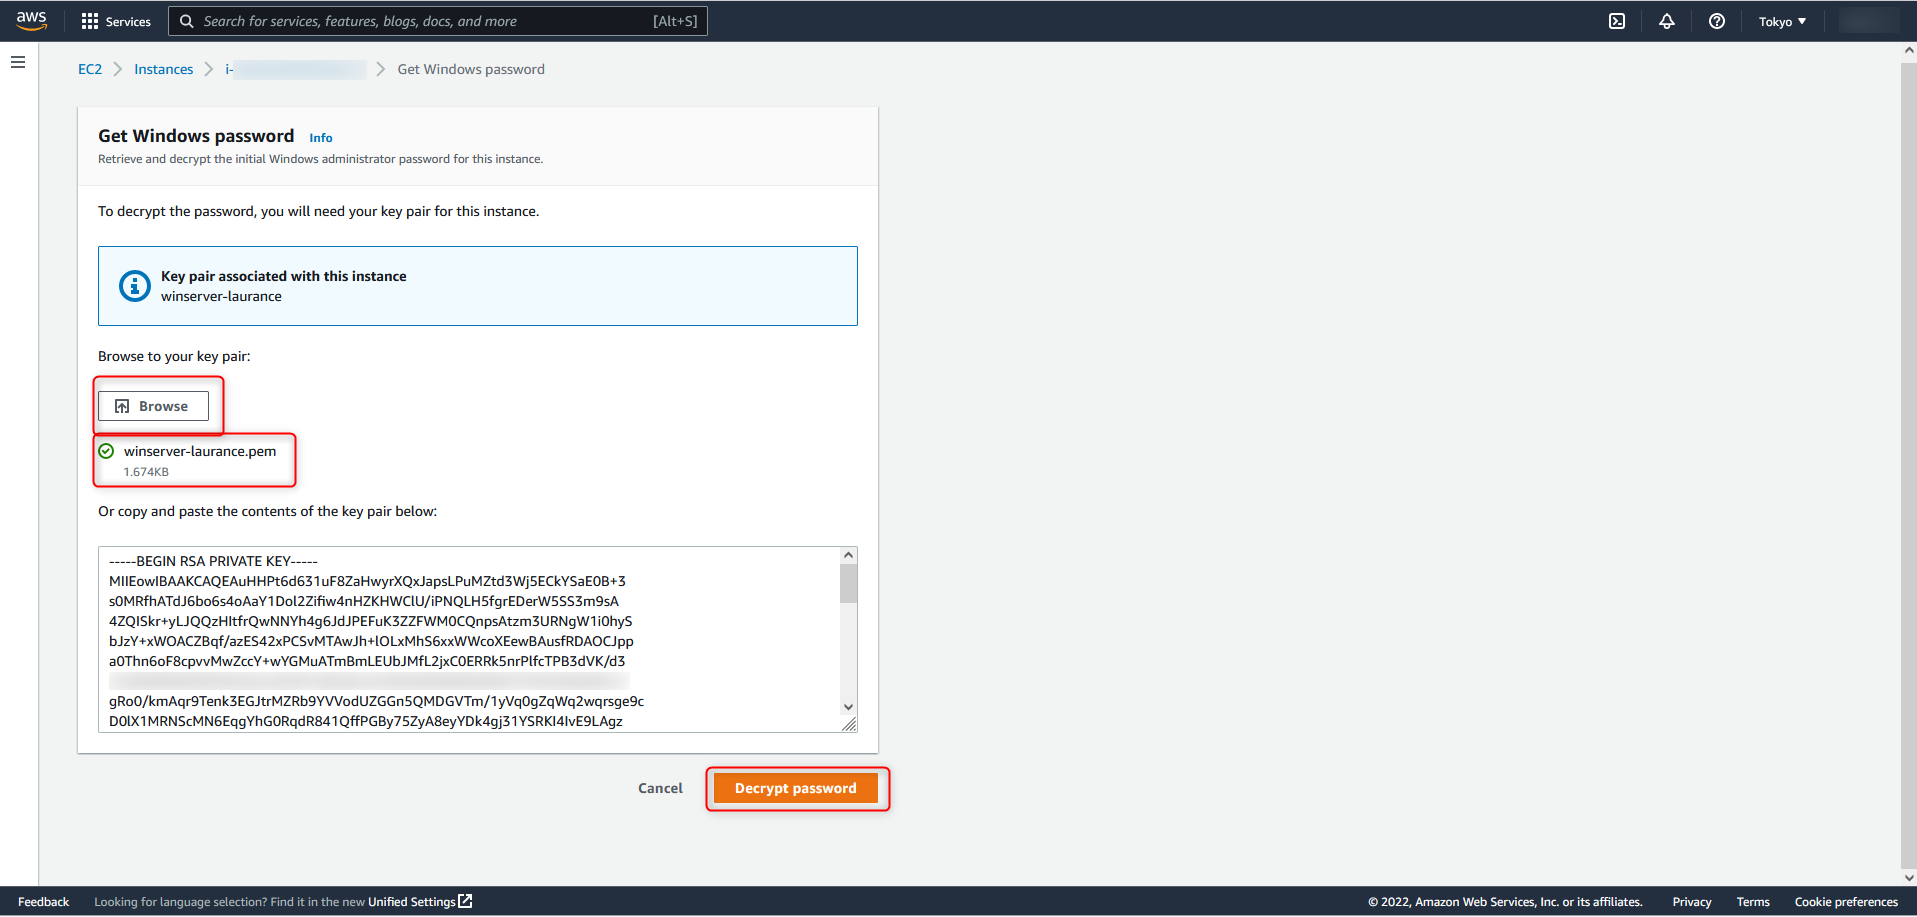 aws
Services
Search for services, features, blogs, docs, and more
[Alt+S]
Tokyo
EC2 > Instances > i- > Get Windows password
Get Windows password Info
Retrieve and decrypt the initial Windows administrator password for this instance.
To decrypt the password, you will need your key pair for this instance.
Key pair associated with this instance
winserver-laurance
Browse to your key pair:
Browse
winserver-laurance.pem
1.674KB
Or copy and paste the contents of the key pair below:
-----BEGIN RSA PRIVATE KEY-----
MIIEowIBAAKCAQEAuHHPt6d631uF8ZaHwyrXQxJapsLPuMZtd3Wj5ECkYSaE0B+3
s0MRfhATdJ6bo6s4oAaY1Dol2Zifiw4nHZKHWClU/iPNQLH5fgrEDerW5SS3m9sA
4ZQISkr+yLJQQzHItfrQwNNYh4g6JdJPEFuK3ZZFWM0CQnpsAtzm3URNgW1i0hyS
bJzY+xWOACZBqf/azES42xPCSvMTAwJh+lOLxMhS6xxWWcoXEewBAusfRDAOCJpp
a0Thn6oF8cpvvMwZccY+wYGMuATmBmLEUbJMfL2jxC0ERRk5nrPlfcTPB3dVK/d3
gRo0/kmAqr9Tenk3EGJtrMZRb9YVVodUZGGn5QMDGVTm/1yVq0gZqWq2wqrsge9c
D0lX1MRNScMN6EqgYhG0RqdR841QffPGBy75ZyA8eyYDk4gj31YSRKI4IvE9LAgz
Cancel
Decrypt password
Feedback
Looking for language selection? Find it in the new Unified Settings
© 2022, Amazon Web Services, Inc. or its affiliates.
Privacy
Terms
Cookie preferences